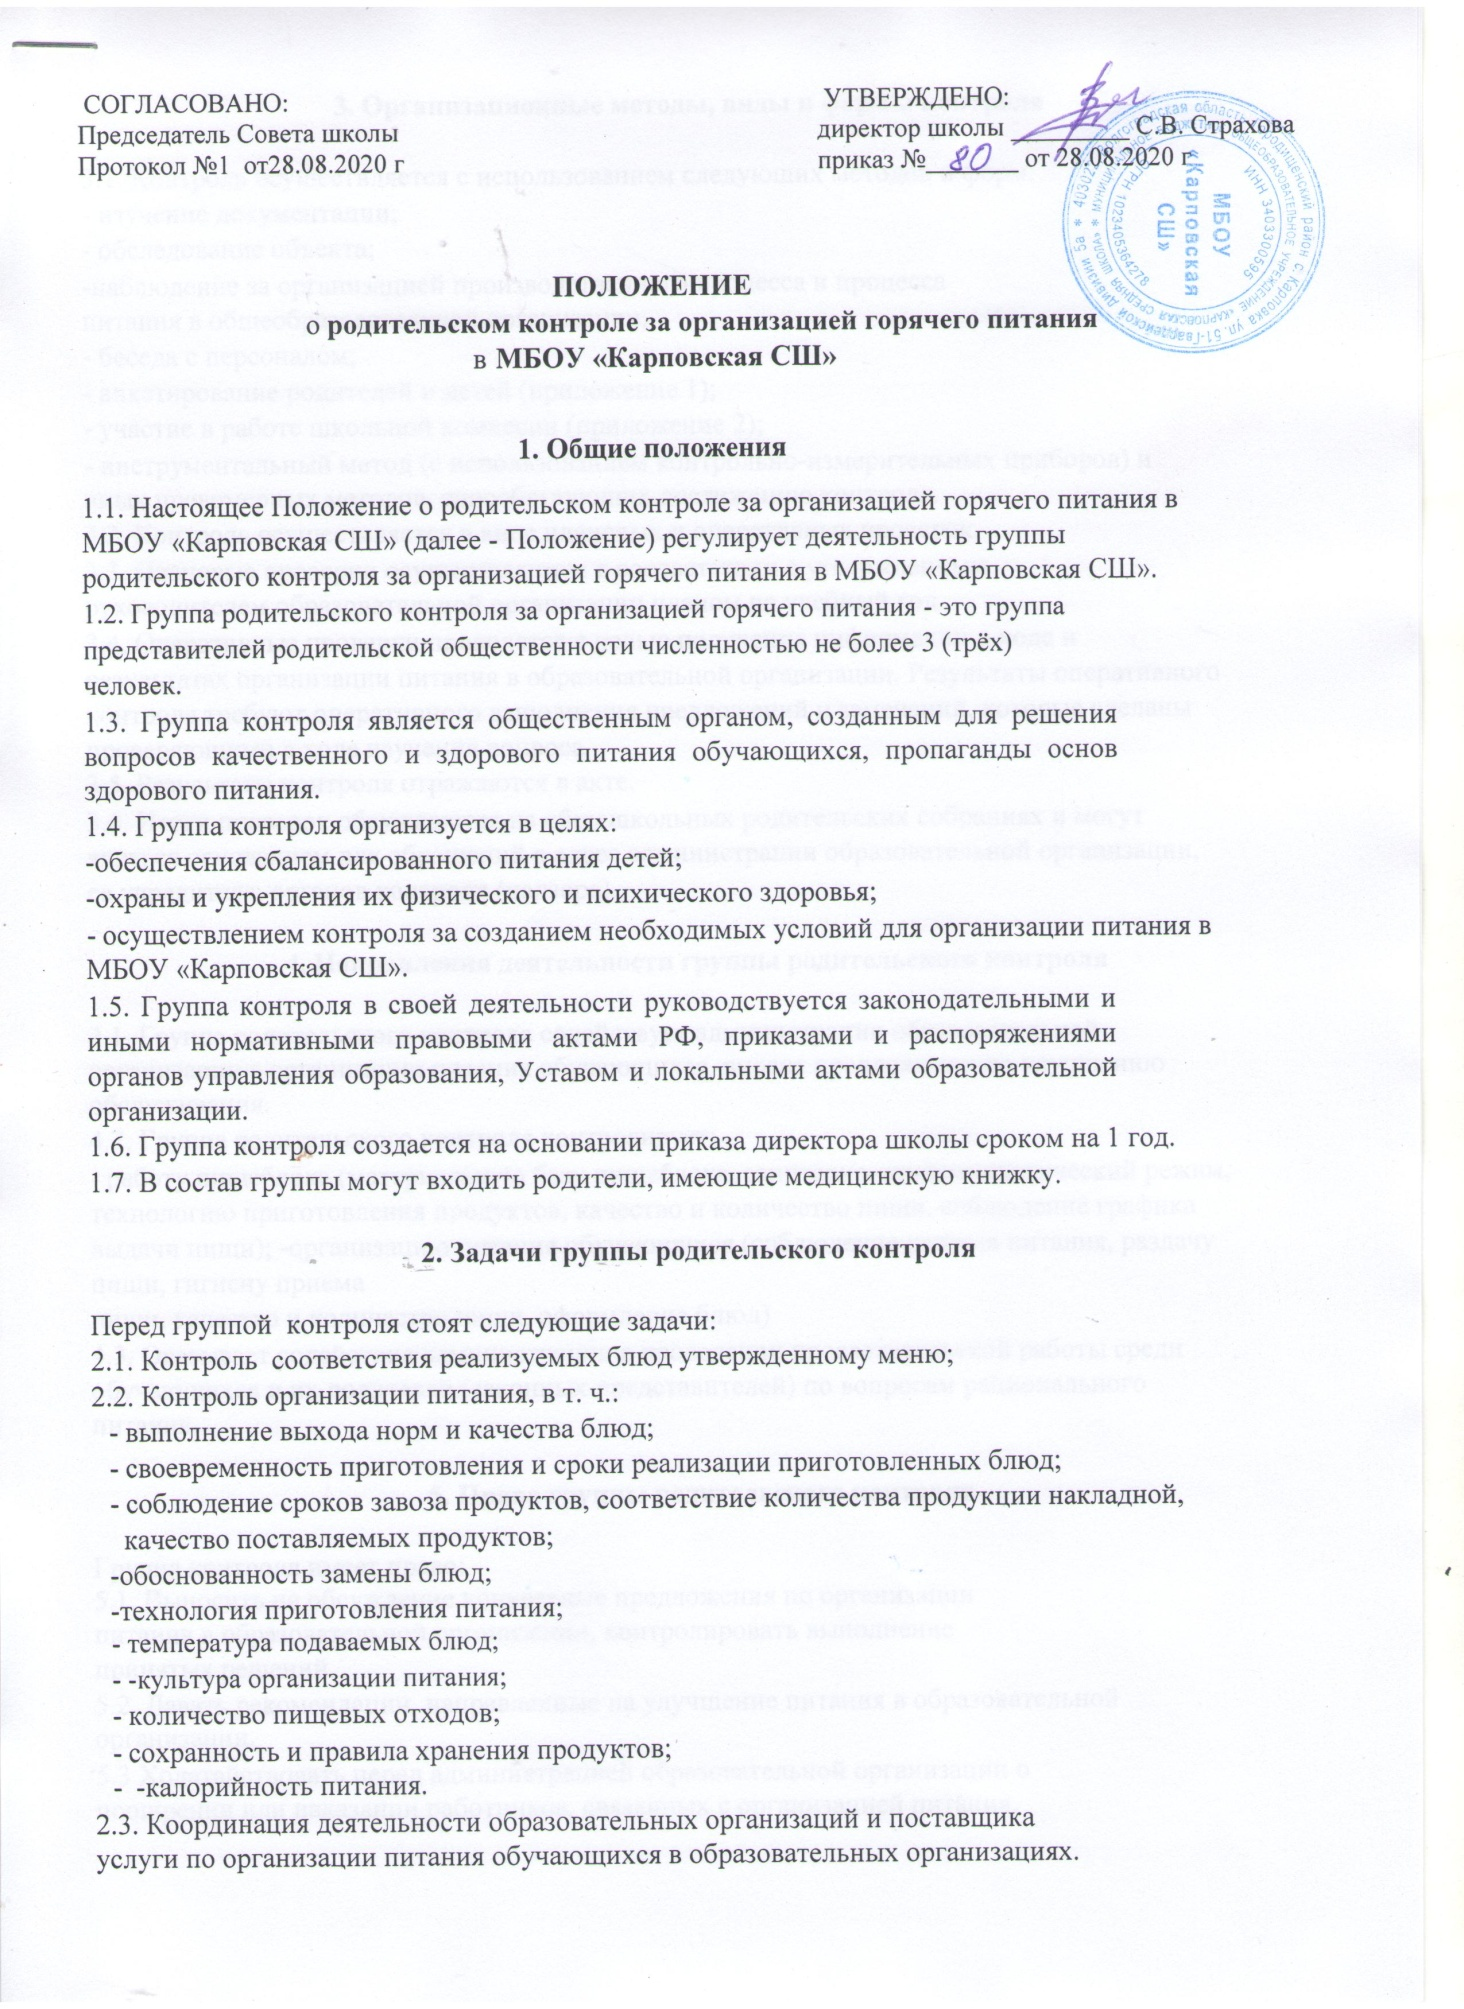 СОГЛАСОВАНО:
Председатель Совета школы
Протокол №1 от28.08.2020 г
УТВЕРЖДЕНО:
директор школы _________ С.В. Страхова
приказ № 80 от 28.08.2020 г
МБОУ
«Карповская
СШ»
ИНН 3403300595
ПОЛОЖЕНИЕ
о родительском контроле за организацией горячего питания
в МБОУ «Карповская СШ»
1. Общие положения
1.1. Настоящее Положение о родительском контроле за организацией горячего питания в
МБОУ «Карповская СШ» (далее - Положение) регулирует деятельность группы
родительского контроля за организацией горячего питания в МБОУ «Карповская СШ».
1.2. Группа родительского контроля за организацией горячего питания - это группа
представителей родительской общественности численностью не более 3 (трёх)
человек.
1.3. Группа контроля является общественным органом, созданным для решения
вопросов качественного и здорового питания обучающихся, пропаганды основ
здорового питания.
1.4. Группа контроля организуется в целях:
-обеспечения сбалансированного питания детей;
-охраны и укрепления их физического и психического здоровья;
- осуществлением контроля за созданием необходимых условий для организации питания в
МБОУ «Карповская СШ».
1.5. Группа контроля в своей деятельности руководствуется законодательными и
иными нормативными правовыми актами РФ, приказами и распоряжениями
органов управления образования, Уставом и локальными актами образовательной
организации.
1.6. Группа контроля создается на основании приказа директора школы сроком на 1 год.
1.7. В состав группы могут входить родители, имеющие медицинскую книжку.
2. Задачи группы родительского контроля
Перед группой контроля стоят следующие задачи:
2.1. Контроль соответствия реализуемых блюд утвержденному меню;
2.2. Контроль организации питания, в т. ч.:
- выполнение выхода норм и качества блюд;
- своевременность приготовления и сроки реализации приготовленных блюд;
- соблюдение сроков завоза продуктов, соответствие количества продукции накладной,
качество поставляемых продуктов;
-обоснованность замены блюд;
-технология приготовления питания;
- температура подаваемых блюд;
- -культура организации питания;
- количество пищевых отходов;
- сохранность и правила хранения продуктов;
- -калорийность питания.
2.3. Координация деятельности образовательных организаций и поставщика
услуги по организации питания обучающихся в образовательных организациях.